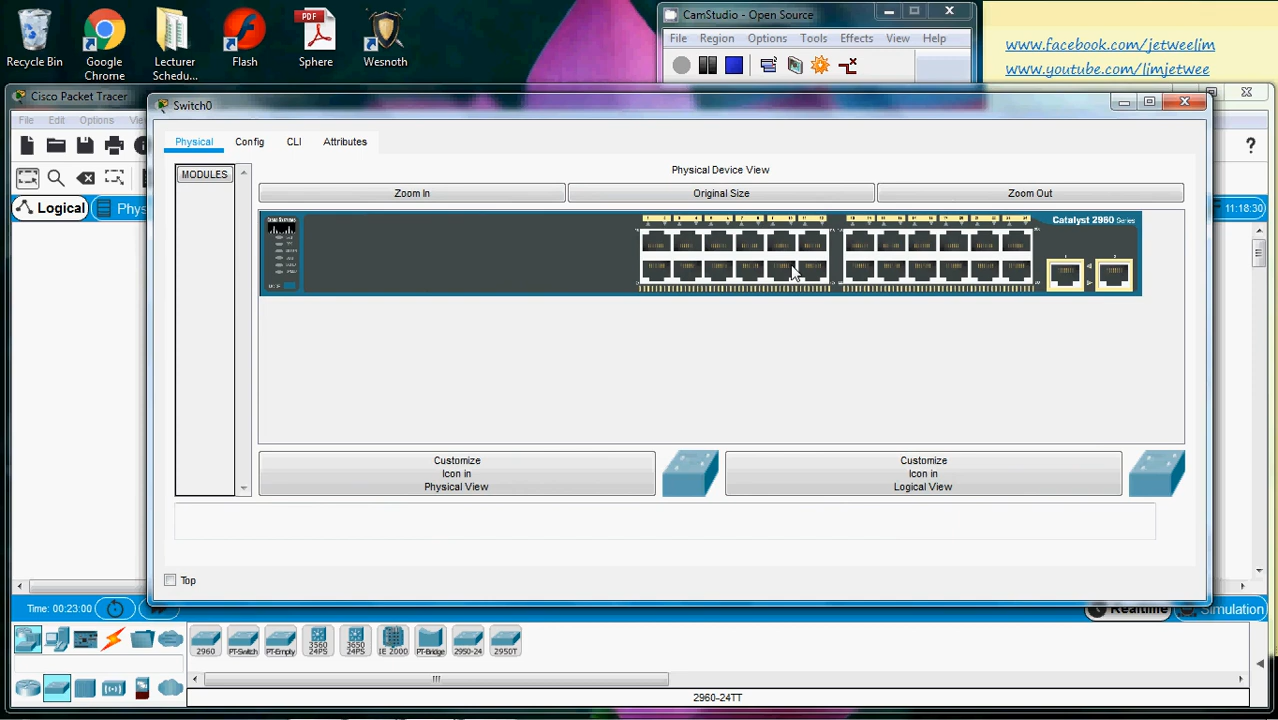 Recycle Bin
Google
Chrome
Lecturer
Schedu...
Flash
PDF
Sphere
Wesnoth
CamStudio - Open Source
File Region Options Tools Effects View Help
www.facebook.com/jetweelim
www.youtube.com/limjetwee
Cisco Packet Tracer
File Edit Options
Logical
Phys
11:18:30
Switch0
Physical Config CLI Attributes
MODULES
Physical Device View
Zoom In Original Size Zoom Out
Catalyst 2960 Series
Customize
Icon in
Physical View
Customize
Icon in
Logical View
Top
Time: 00:23:00
Realtime
Simulation
2960
PT-Switch
PT-Empty
3560
24PS
3650
24PS
IE 2000
PT-Bridge
2950-24
2950T
2960-24TT